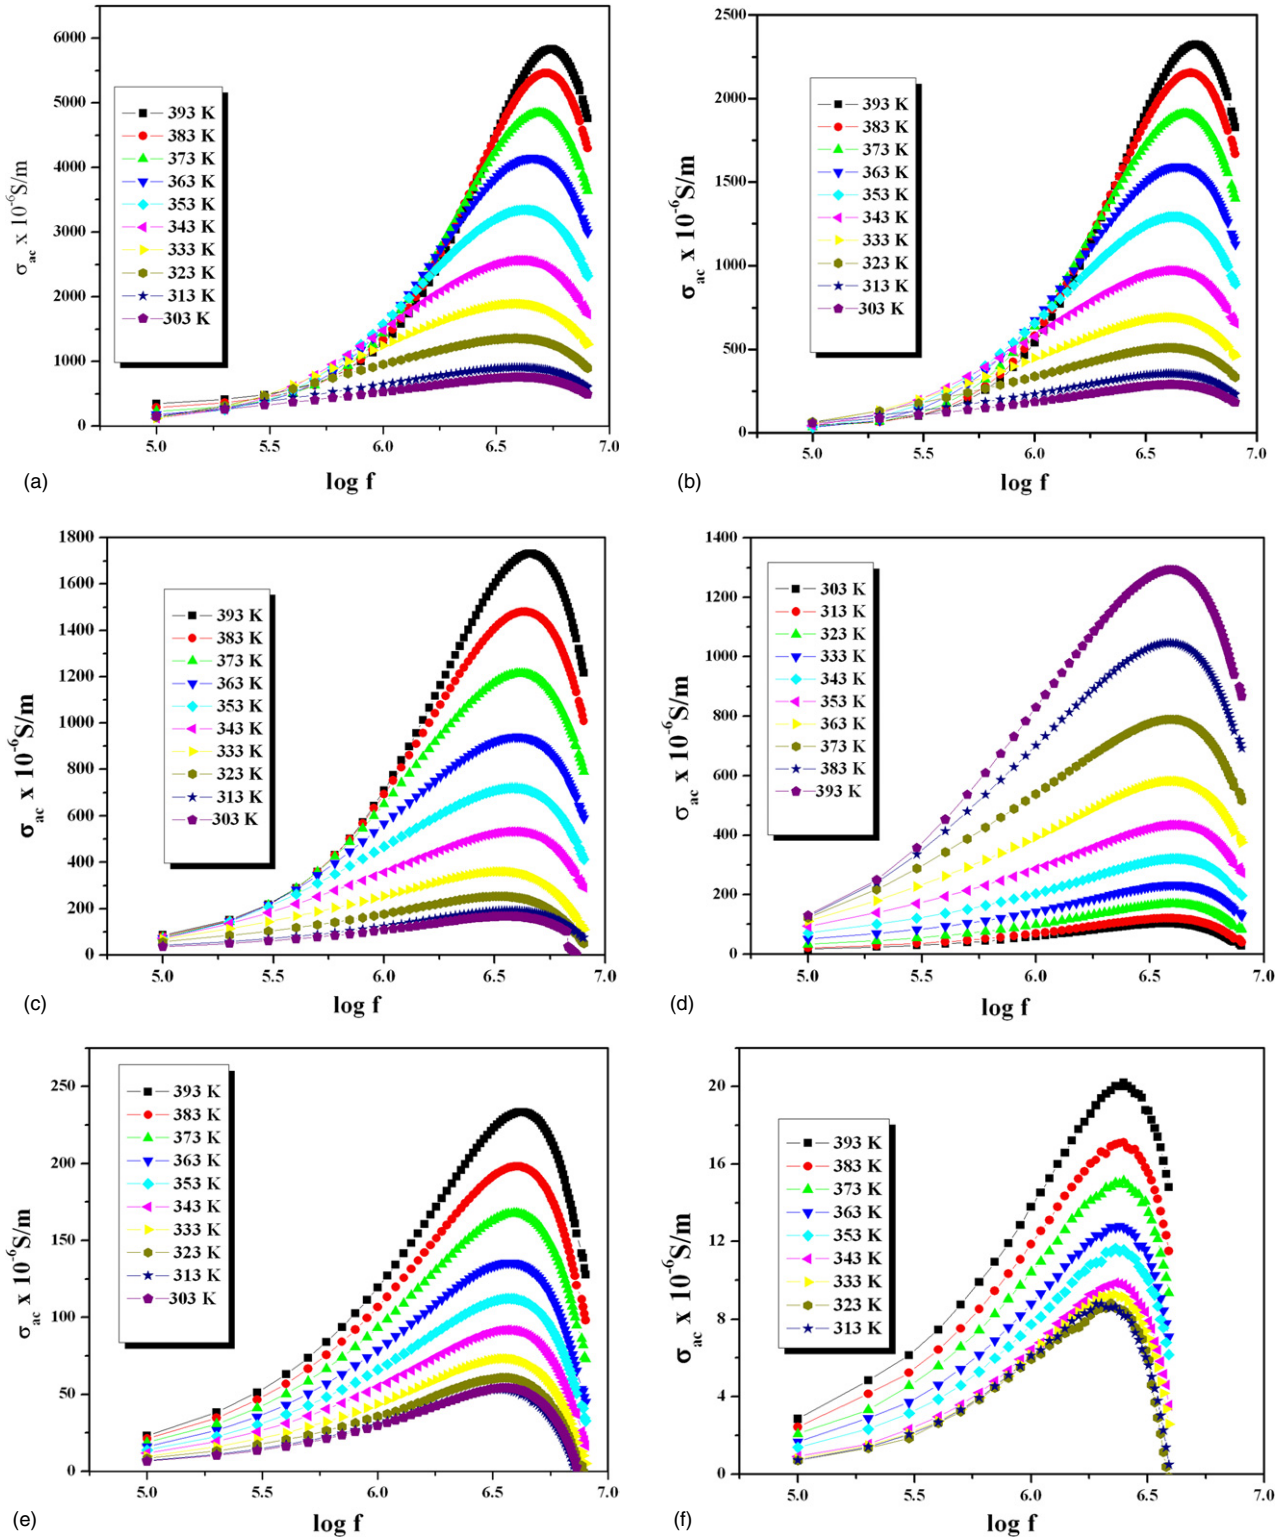 6000
5000
4000
3000
2000
1000
0
σac x 10-6S/m
393 K
383 K
373 K
363 K
353 K
343 K
333 K
323 K
313 K
303 K
5.0 5.5 6.0 6.5 7.0
log f
(a)
2500
2000
1500
1000
500
0
σac x 10-6S/m
393 K
383 K
373 K
363 K
353 K
343 K
333 K
323 K
313 K
303 K
5.0 5.5 6.0 6.5 7.0
log f
(b)
1800
1600
1400
1200
1000
800
600
400
200
0
σac x 10-6S/m
393 K
383 K
373 K
363 K
353 K
343 K
333 K
323 K
313 K
303 K
5.0 5.5 6.0 6.5 7.0
log f
(c)
1400
1200
1000
800
600
400
200
0
σac x 10-6S/m
303 K
313 K
323 K
333 K
343 K
353 K
363 K
373 K
383 K
393 K
5.0 5.5 6.0 6.5 7.0
log f
(d)
250
200
150
100
50
0
σac x 10-6S/m
393 K
383 K
373 K
363 K
353 K
343 K
333 K
323 K
313 K
303 K
5.0 5.5 6.0 6.5 7.0
log f
(e)
20
16
12
8
4
0
σac x 10-6S/m
393 K
383 K
373 K
363 K
353 K
343 K
333 K
323 K
313 K
5.0 5.5 6.0 6.5 7.0
log f
(f)